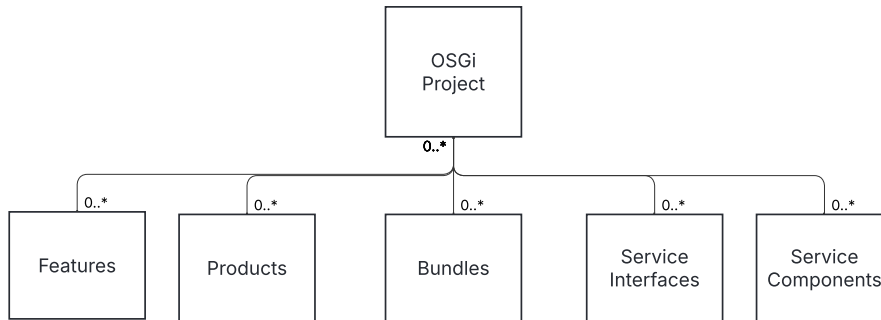 OSGi
Project
0..*
0..*
0..*
0..*
0..*
0..*
Features
Products
Bundles
Service
Interfaces
Service
Components